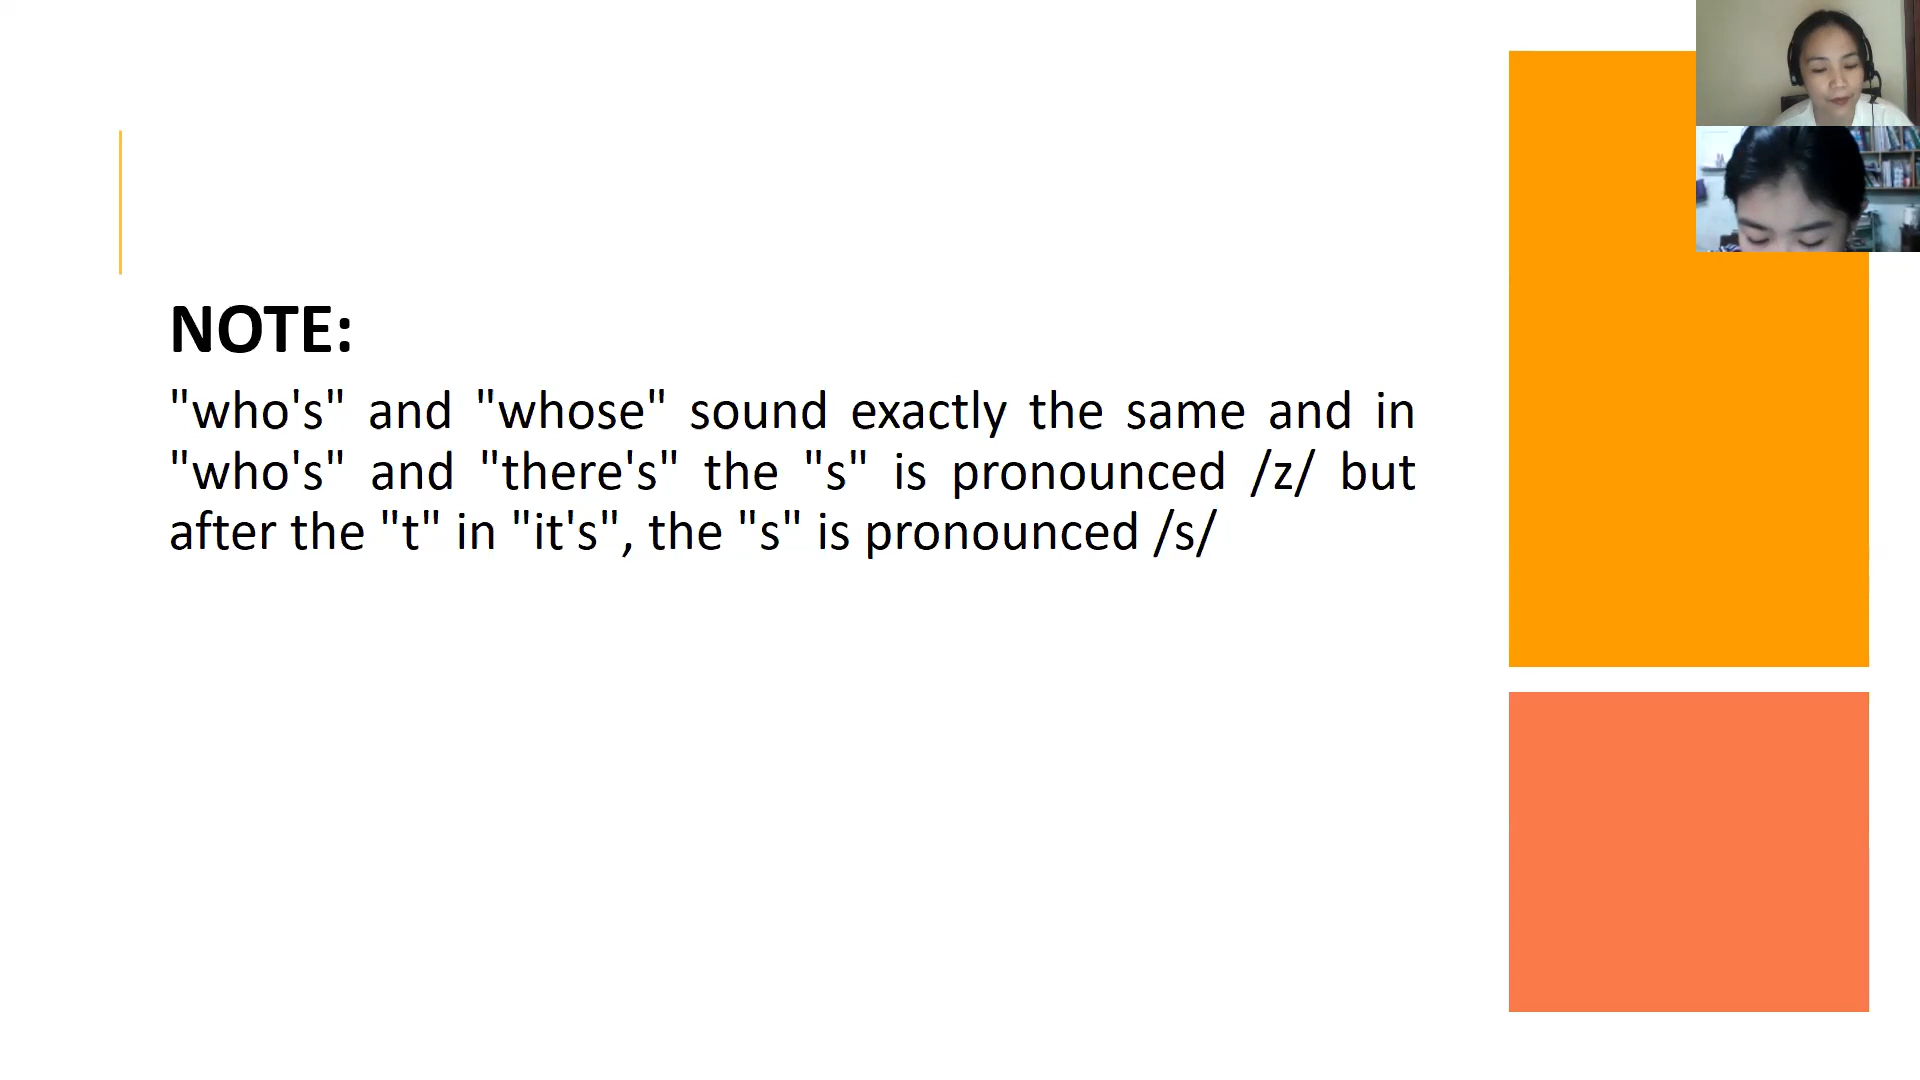 NOTE:
"who's" and "whose" sound exactly the same and in
"who's" and "there's" the "s" is pronounced /z/ but
after the "t" in "it's", the "s" is pronounced /s/